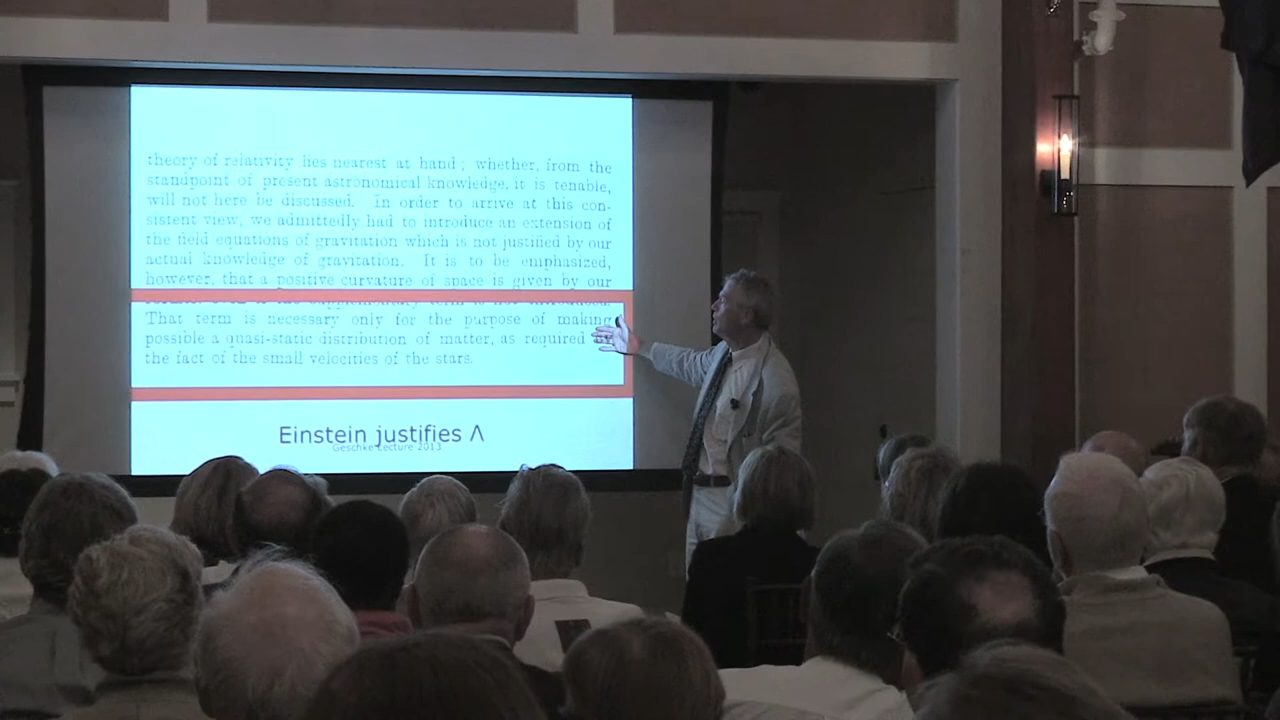 theory of relativity lies nearest at hand; whether, from the
standpoint of present astronomical knowledge, it is tenable,
will not here be discussed. In order to arrive at this con-
sistent view, we admittedly had to introduce an extension of
the field equations of gravitation which is not justified by our
actual knowledge of gravitation. It is to be emphasized,
however, that a positive curvature of space is given by our
term is not introduced.
That term is necessary only for the purpose of making
possible a quasi-static distribution of matter, as required
the fact of the small velocities of the stars.
Einstein justifies Λ
Geschke Lecture 2013